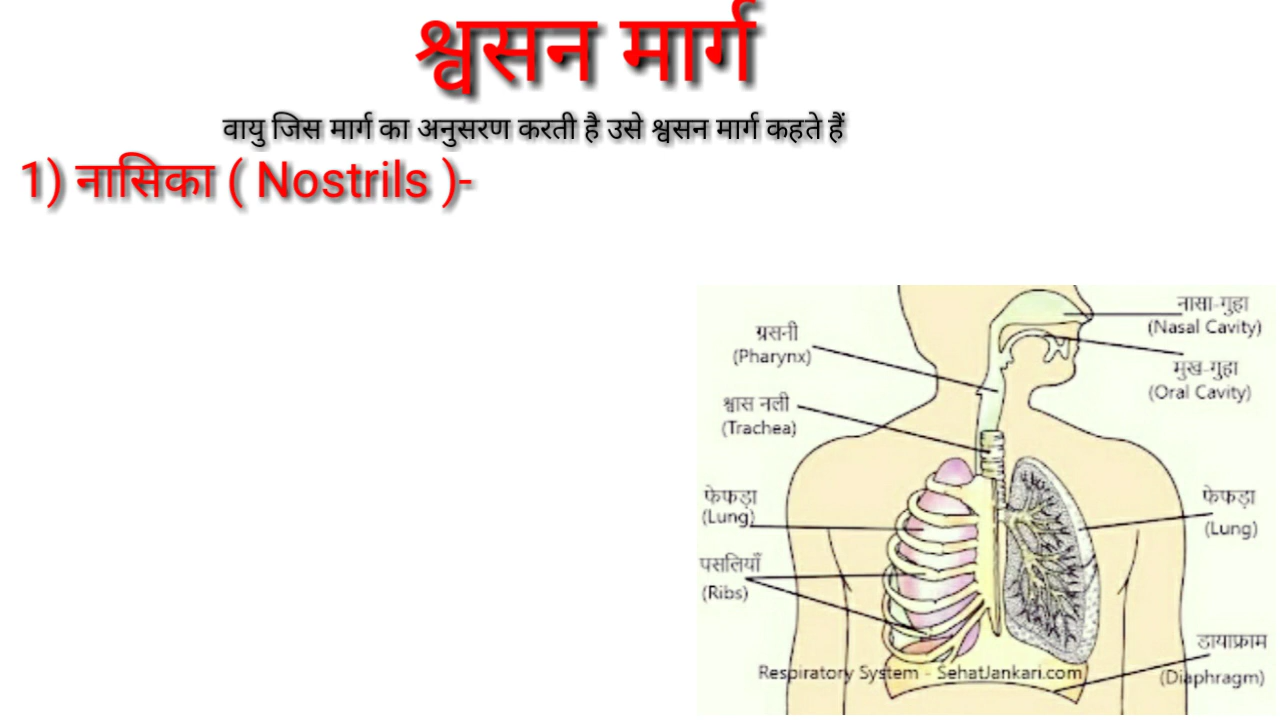 श्वसन मार्ग
वायु जिस मार्ग का अनुसरण करती है उसे श्वसन मार्ग कहते हैं
1) नासिका ( Nostrils )-
नासा-गुहा
(Nasal Cavity)
ग्रसनी
(Pharynx)
मुख-गुहा
(Oral Cavity)
श्वास नली
(Trachea)
फेफड़ा
(Lung)
फेफड़ा
(Lung)
पसलियाँ
(Ribs)
डायाफ्राम
(Diaphragm)
Respiratory System - SehatJankari.com